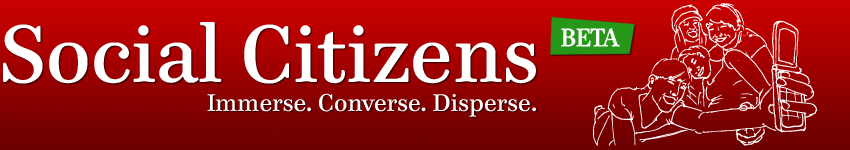 Social Citizens
BETA
Immerse. Converse. Disperse.